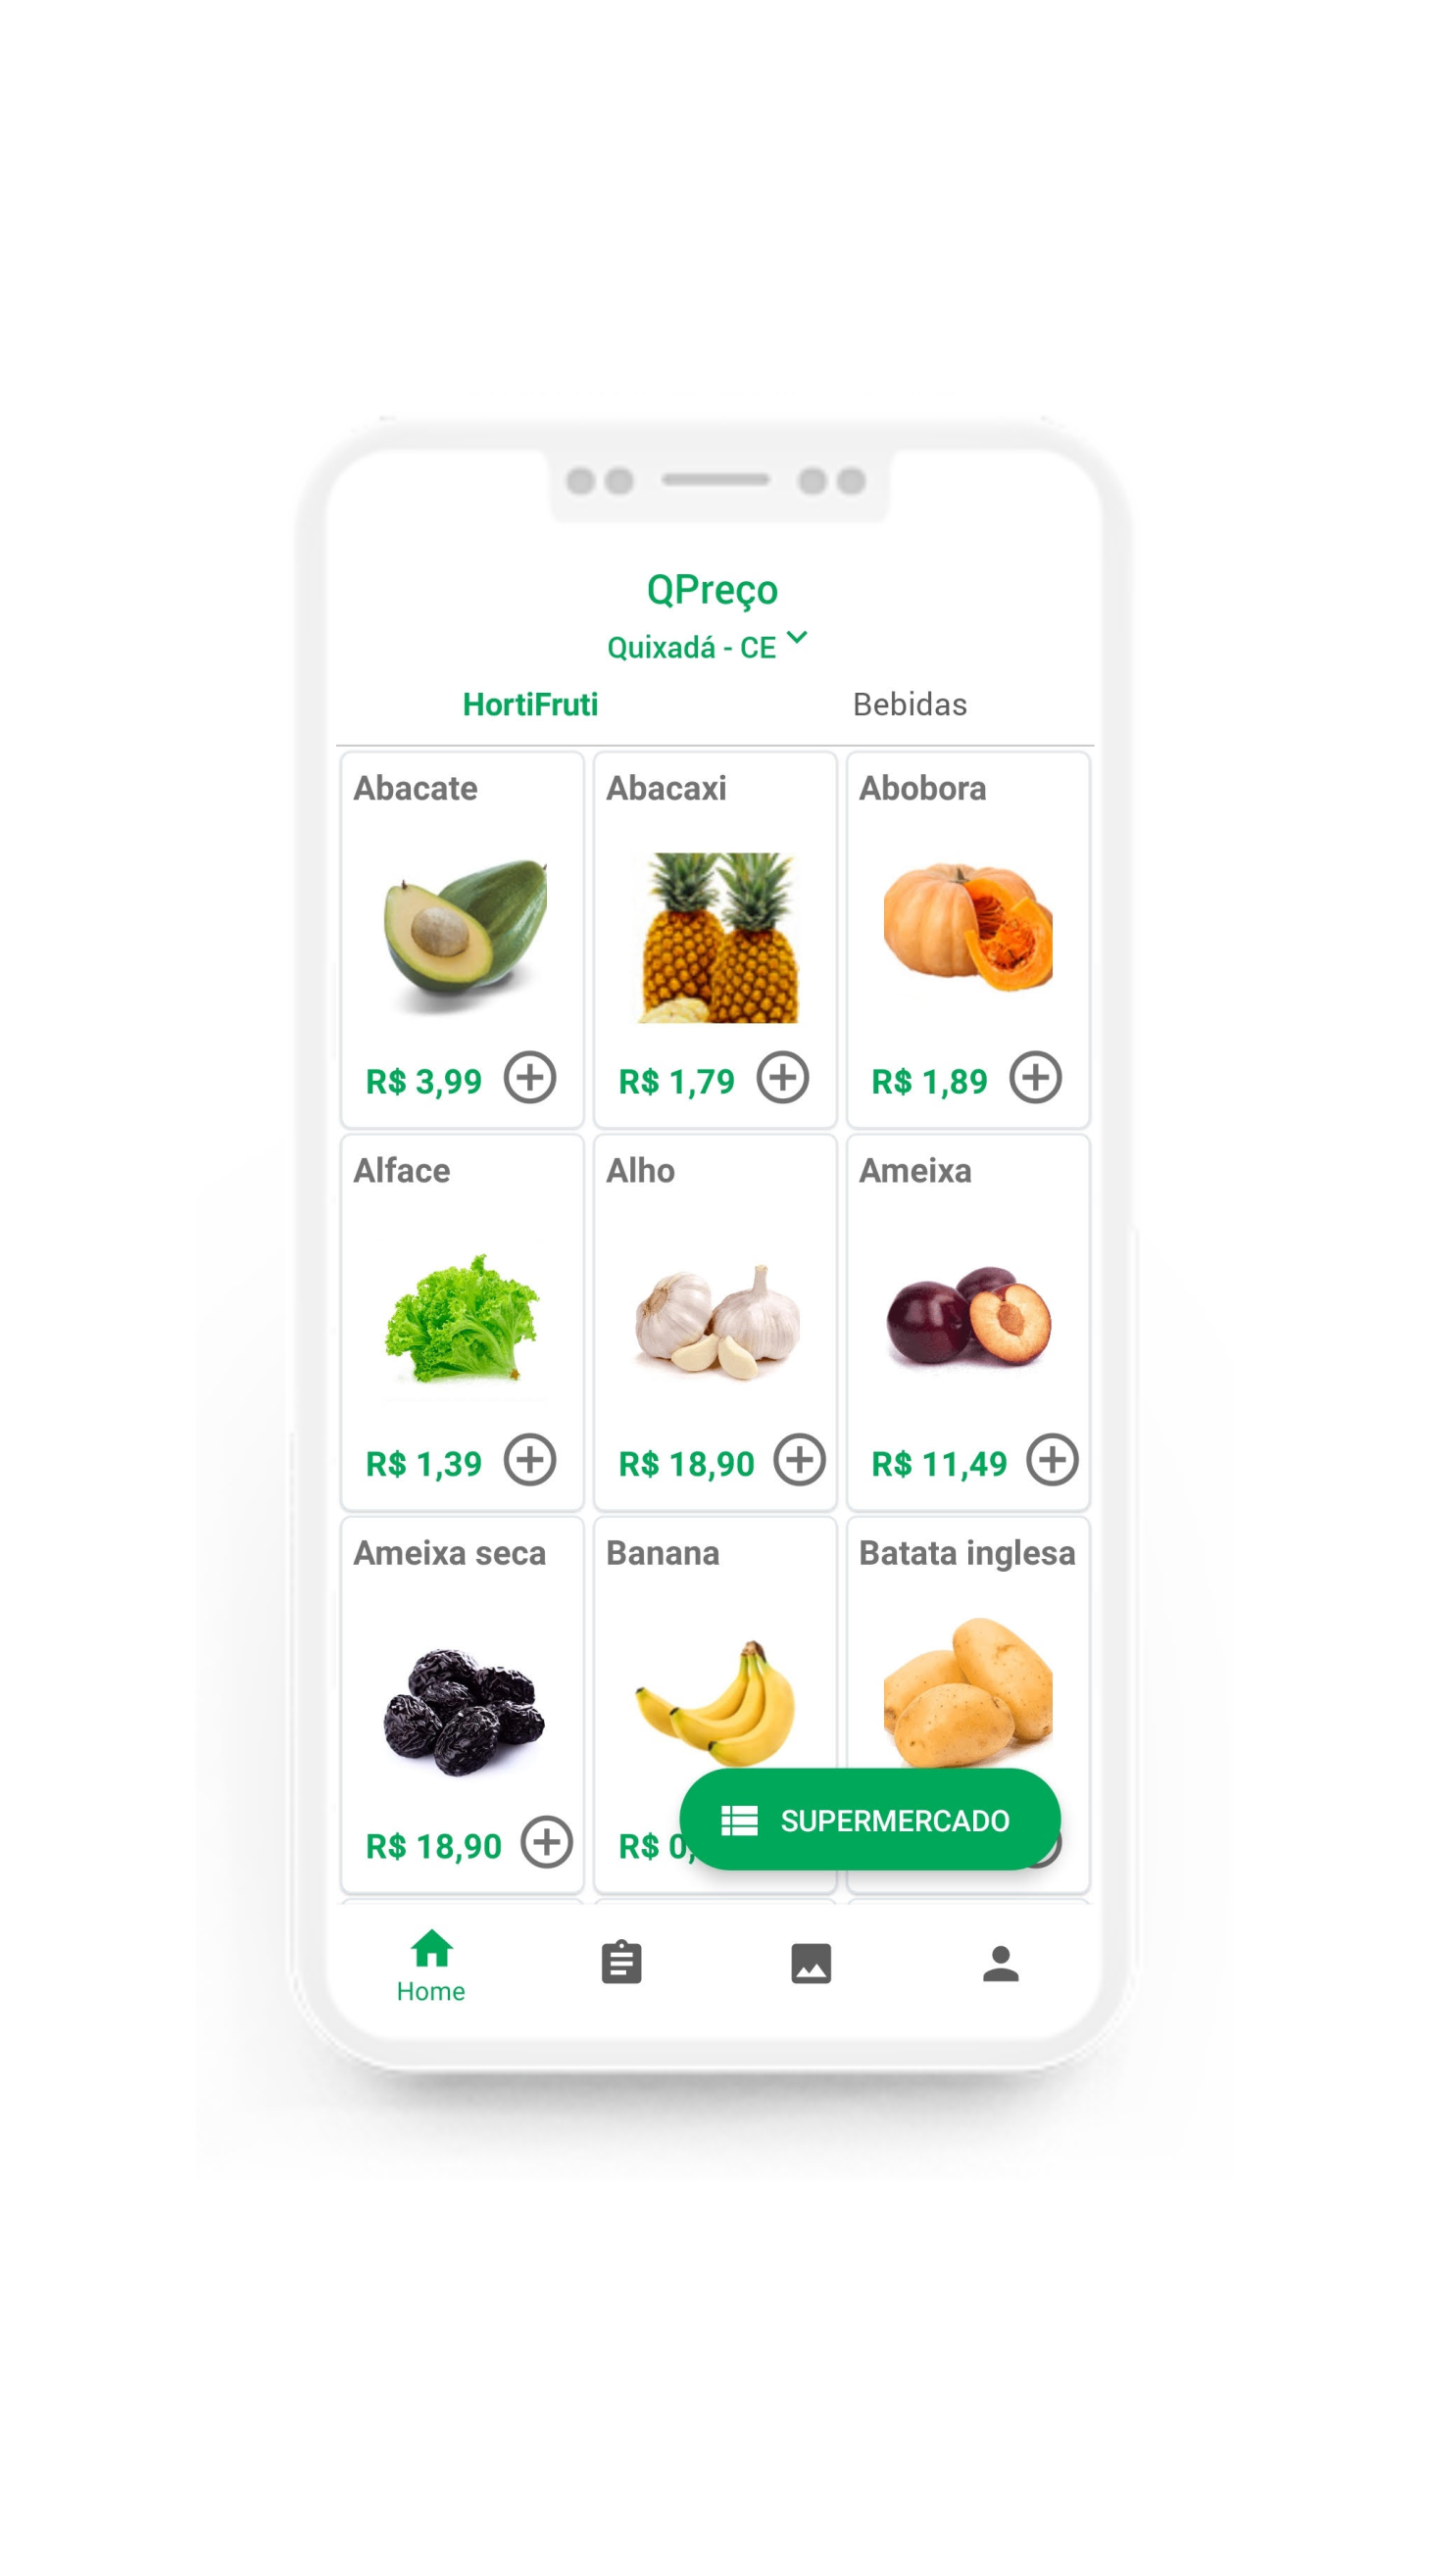 QPreço
Quixadá - CE
HortiFruti Bebidas
Abacate Abacaxi Abobora
R$ 3,99 R$ 1,79 R$ 1,89
Alface Alho Ameixa
R$ 1,39 R$ 18,90 R$ 11,49
Ameixa seca Banana Batata inglesa
SUPERMERCADO
R$ 18,90 R$ 0,
Home